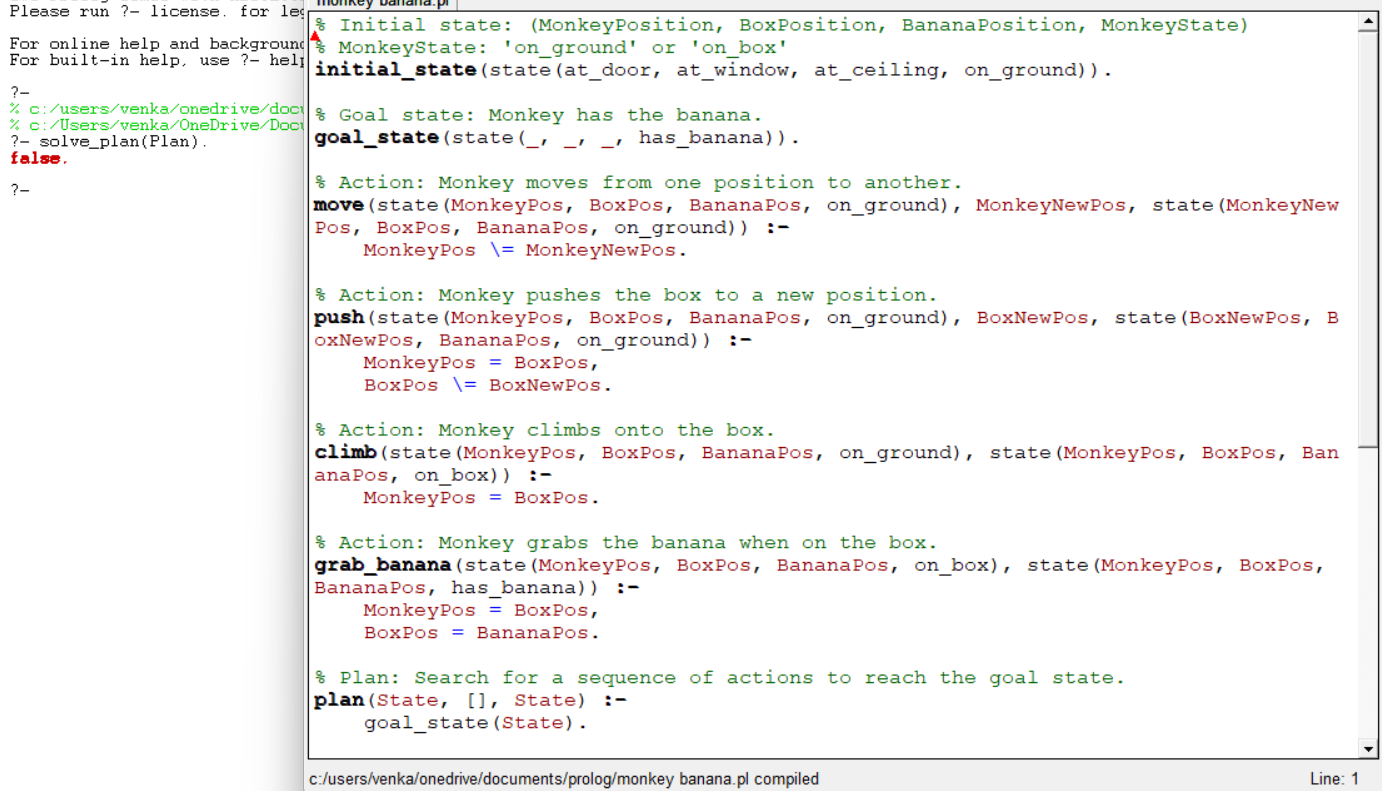 Please run ?- license. for leg
For online help and background
For built-in help, use ?- help
?-
% c:/users/venka/onedrive/docu
% c:/Users/venka/OneDrive/Docu
?- solve_plan(Plan).
false.
?-
monkey banana.pl
% Initial state: (MonkeyPosition, BoxPosition, BananaPosition, MonkeyState)
% MonkeyState: 'on_ground' or 'on_box'
initial_state(state(at_door, at_window, at_ceiling, on_ground)).
% Goal state: Monkey has the banana.
goal_state(state(_, _, _, has_banana)).
% Action: Monkey moves from one position to another.
move(state(MonkeyPos, BoxPos, BananaPos, on_ground), MonkeyNewPos, state(MonkeyNew
Pos, BoxPos, BananaPos, on_ground)) :-
MonkeyPos \= MonkeyNewPos.
% Action: Monkey pushes the box to a new position.
push(state(MonkeyPos, BoxPos, BananaPos, on_ground), BoxNewPos, state(BoxNewPos, B
oxNewPos, BananaPos, on_ground)) :-
MonkeyPos = BoxPos,
BoxPos \= BoxNewPos.
% Action: Monkey climbs onto the box.
climb(state(MonkeyPos, BoxPos, BananaPos, on_ground), state(MonkeyPos, BoxPos, Ban
anaPos, on_box)) :-
MonkeyPos = BoxPos.
% Action: Monkey grabs the banana when on the box.
grab_banana(state(MonkeyPos, BoxPos, BananaPos, on_box), state(MonkeyPos, BoxPos,
BananaPos, has_banana)) :-
MonkeyPos = BoxPos,
BoxPos = BananaPos.
% Plan: Search for a sequence of actions to reach the goal state.
plan(State, [], State) :-
goal_state(State).
c:/users/venka/onedrive/documents/prolog/monkey banana.pl compiled
Line: 1